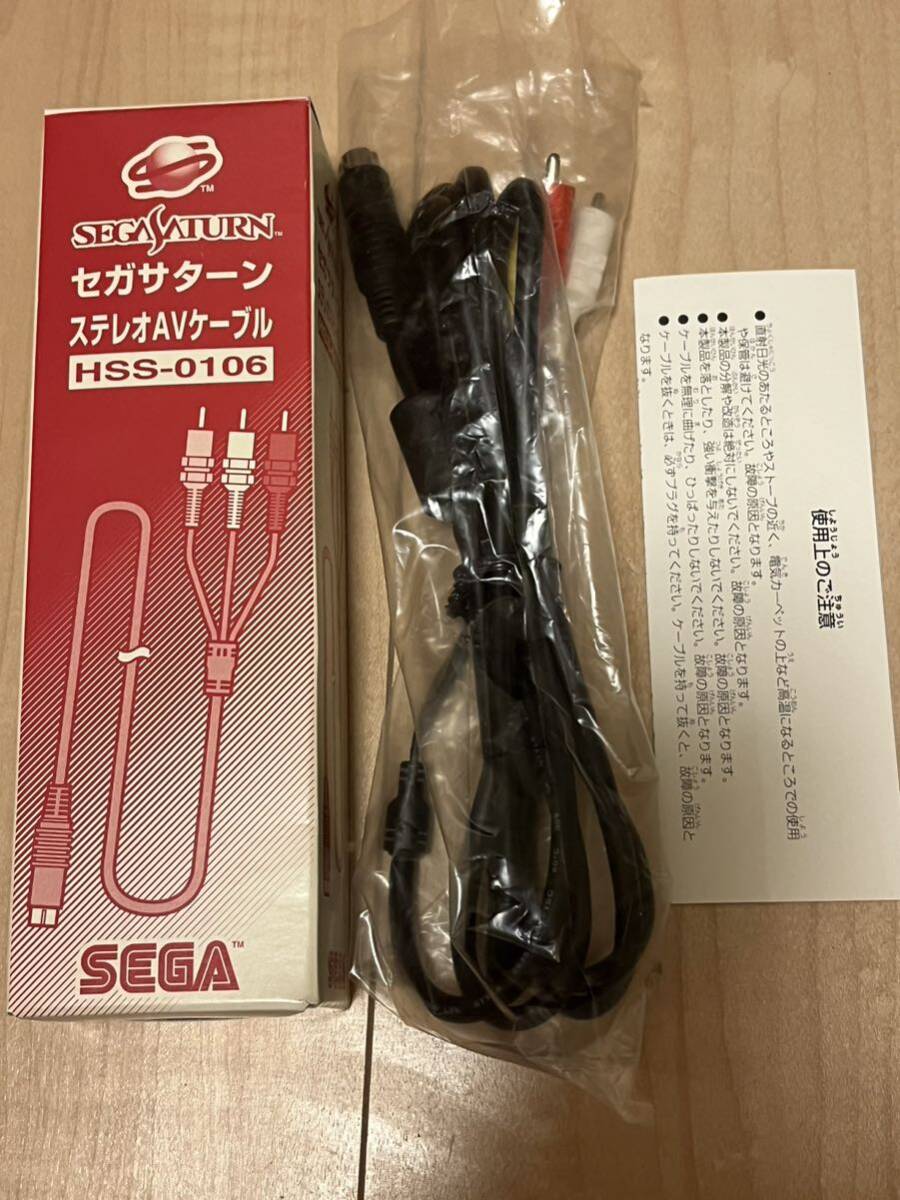 SEGA SATURN™
セガサターン
ステレオAVケーブル
HSS-0106
SEGA™
使用上のご注意
●直射日光のあたるところやストーブの近く、電気カーペットの上など高温になるところでの使用
や保管は避けてください。故障の原因となります。
●本製品の分解や改造は絶対にしないでください。故障の原因となります。
●本製品を落としたり、強い衝撃を与えたりしないでください。故障の原因となります。
●ケーブルを無理に曲げたり、ひっぱったりしないでください。故障の原因となります。
●ケーブルを抜くときは、必ずプラグを持ってください。ケーブルを持って抜くと、故障の原因と
なります。